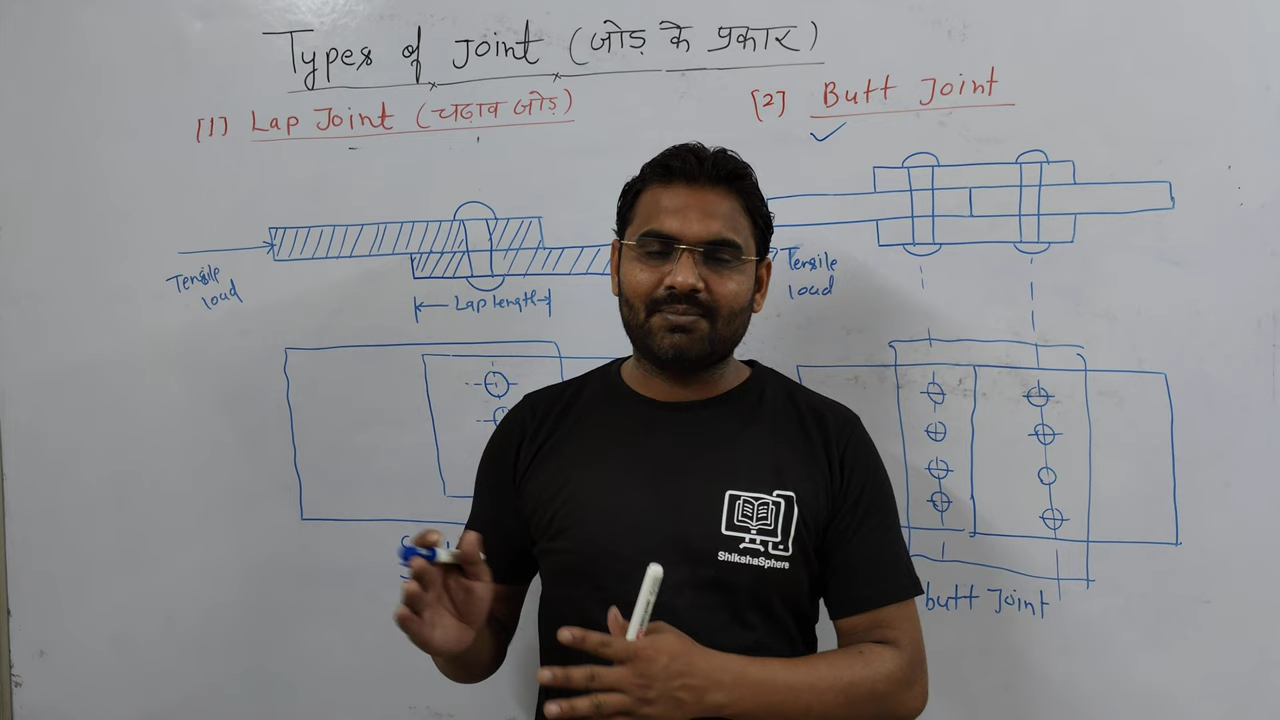 Types of Joint (जोड़ के प्रकार)
[1] Lap Joint (चढ़ाव जोड़)
[2] Butt Joint
Tensile
load
Lap length
Tensile
load
butt Joint
ShikshaSphere